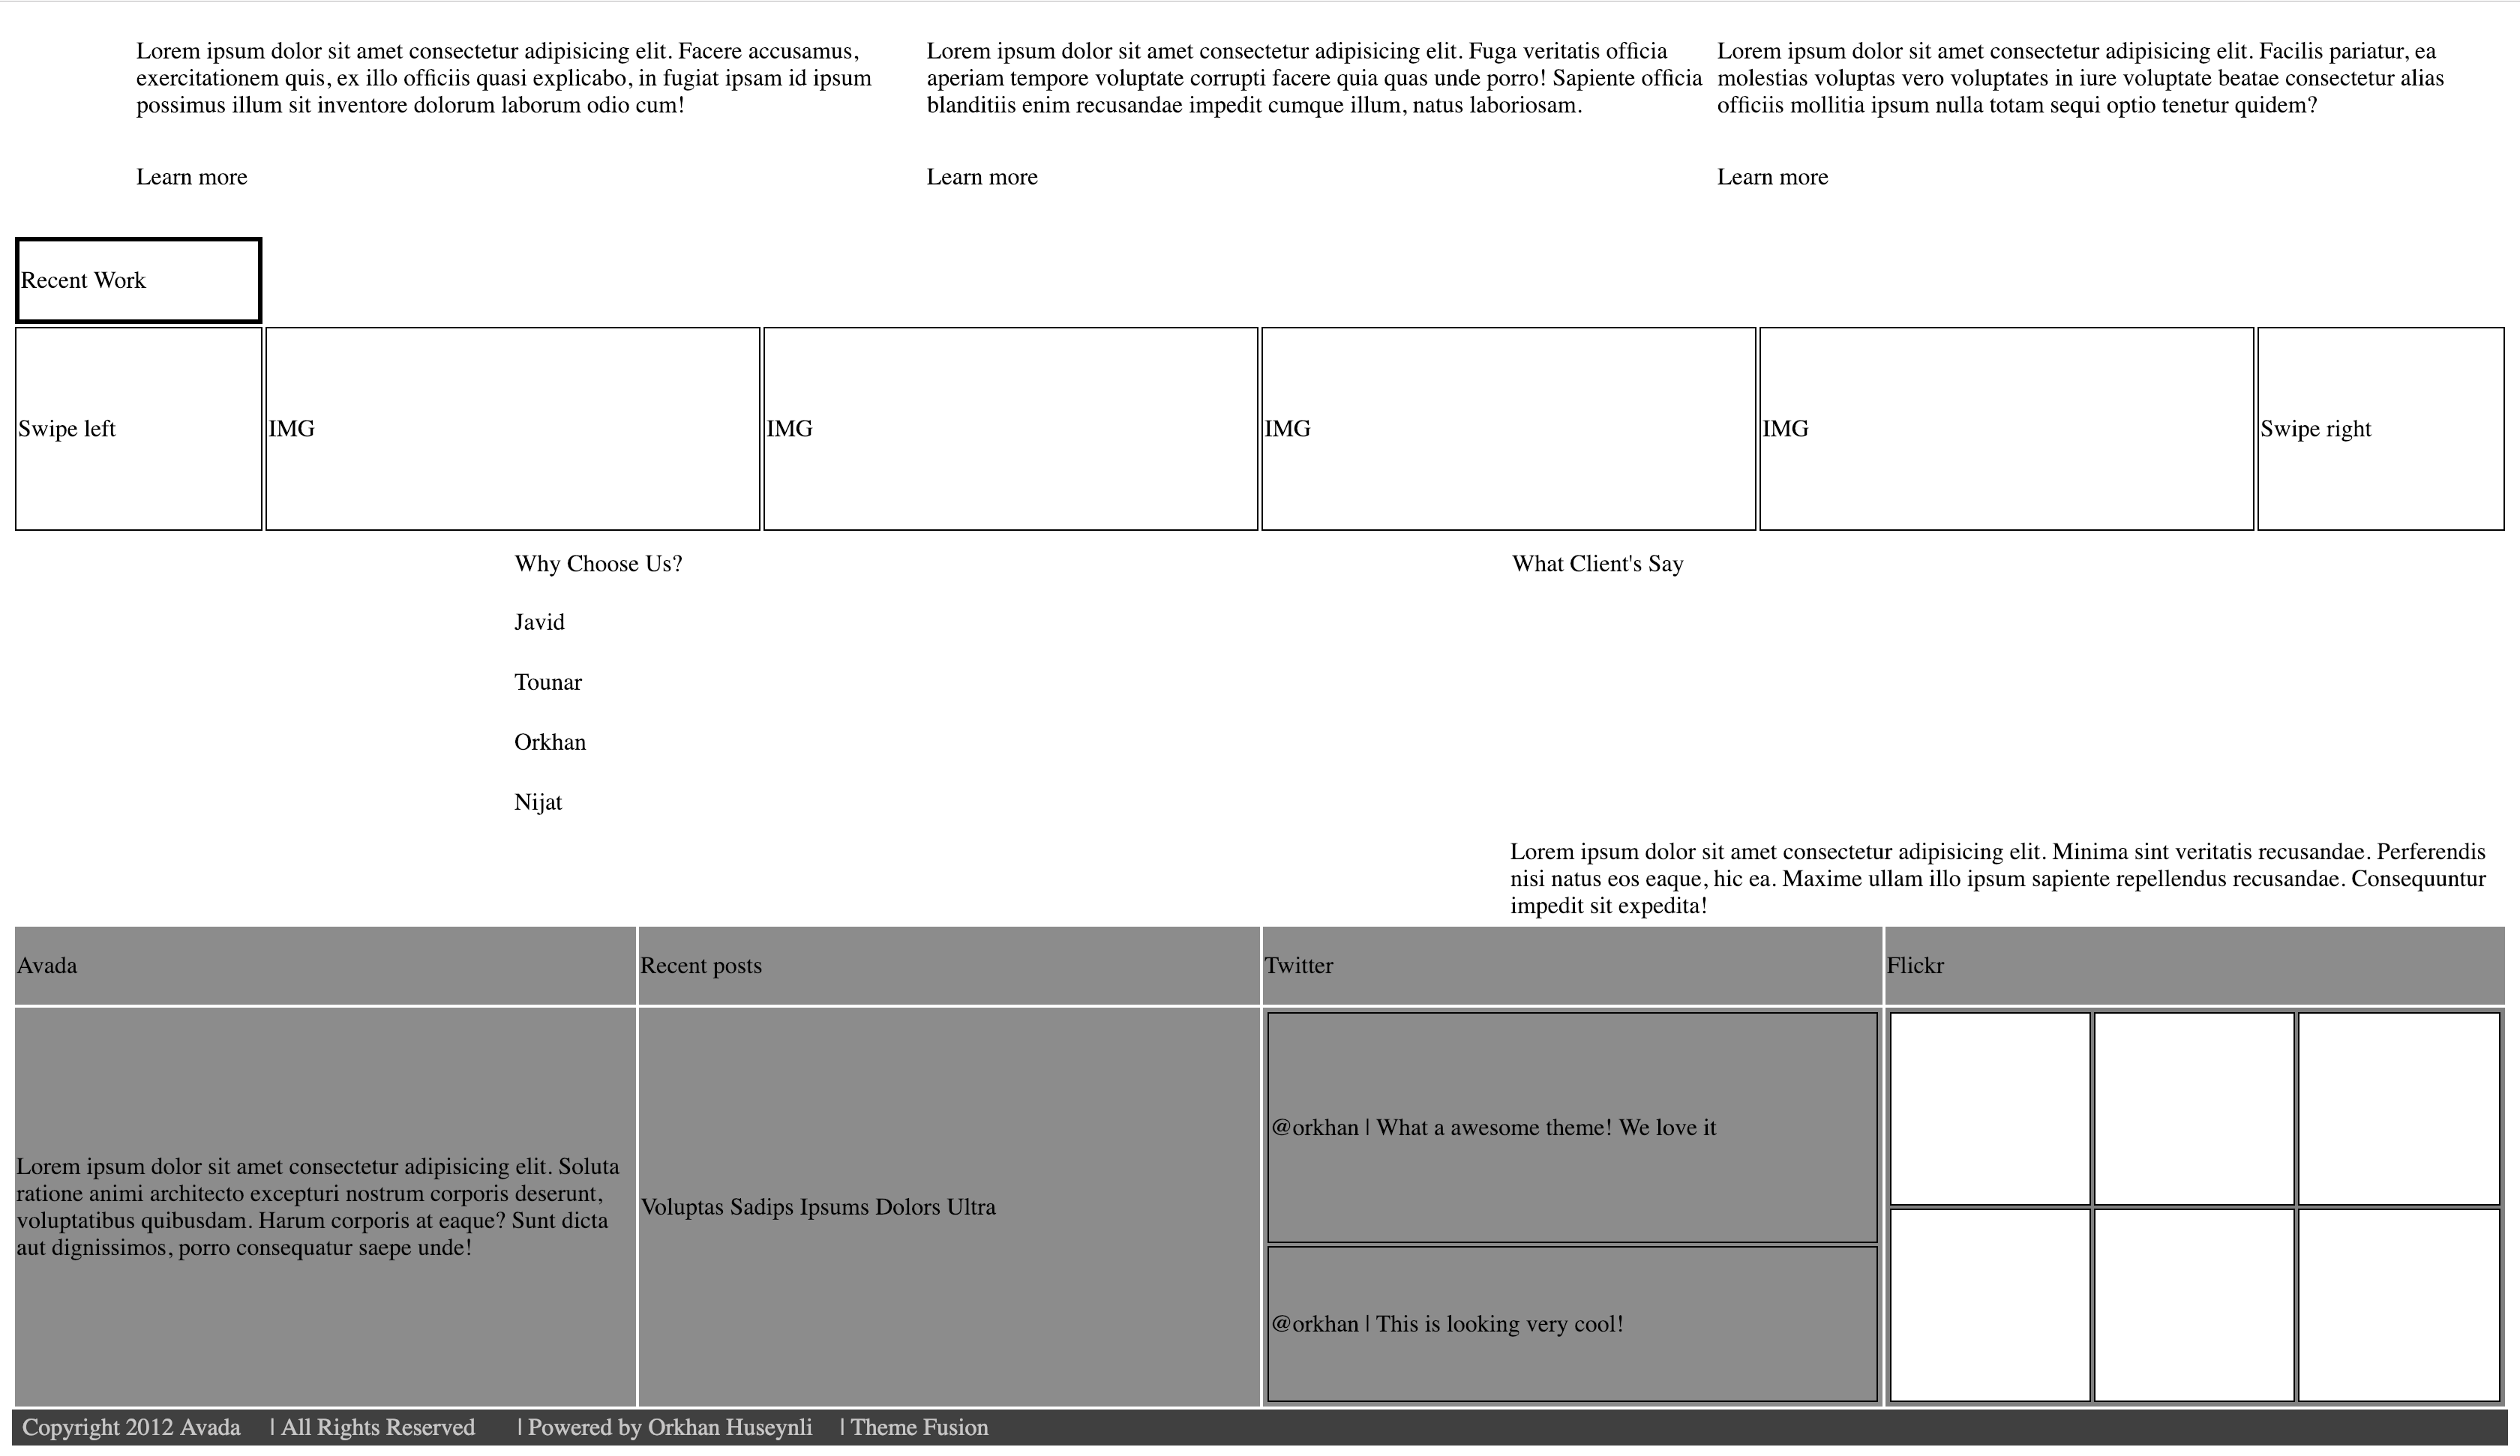 Lorem ipsum dolor sit amet consectetur adipisicing elit. Facere accusamus,
exercitationem quis, ex illo officiis quasi explicabo, in fugiat ipsam id ipsum
possimus illum sit inventore dolorum laborum odio cum!
Learn more
Lorem ipsum dolor sit amet consectetur adipisicing elit. Fuga veritatis officia
aperiam tempore voluptate corrupti facere quia quas unde porro! Sapiente officia
blanditiis enim recusandae impedit cumque illum, natus laboriosam.
Learn more
Lorem ipsum dolor sit amet consectetur adipisicing elit. Facilis pariatur, ea
molestias voluptas vero voluptates in iure voluptate beatae consectetur alias
officiis mollitia ipsum nulla totam sequi optio tenetur quidem?
Learn more
Recent Work
Swipe left
IMG
IMG
IMG
IMG
Swipe right
Why Choose Us?
Javid
Tounar
Orkhan
Nijat
What Client's Say
Lorem ipsum dolor sit amet consectetur adipisicing elit. Minima sint veritatis recusandae. Perferendis
nisi natus eos eaque, hic ea. Maxime ullam illo ipsum sapiente repellendus recusandae. Consequuntur
impedit sit expedita!
Avada
Recent posts
Twitter
Flickr
Lorem ipsum dolor sit amet consectetur adipisicing elit. Soluta
ratione animi architecto excepturi nostrum corporis deserunt,
voluptatibus quibusdam. Harum corporis at eaque? Sunt dicta
aut dignissimos, porro consequatur saepe unde!
Voluptas Sadips Ipsums Dolors Ultra
@orkhan | What a awesome theme! We love it
@orkhan | This is looking very cool!
Copyright 2012 Avada | All Rights Reserved | Powered by Orkhan Huseynli | Theme Fusion